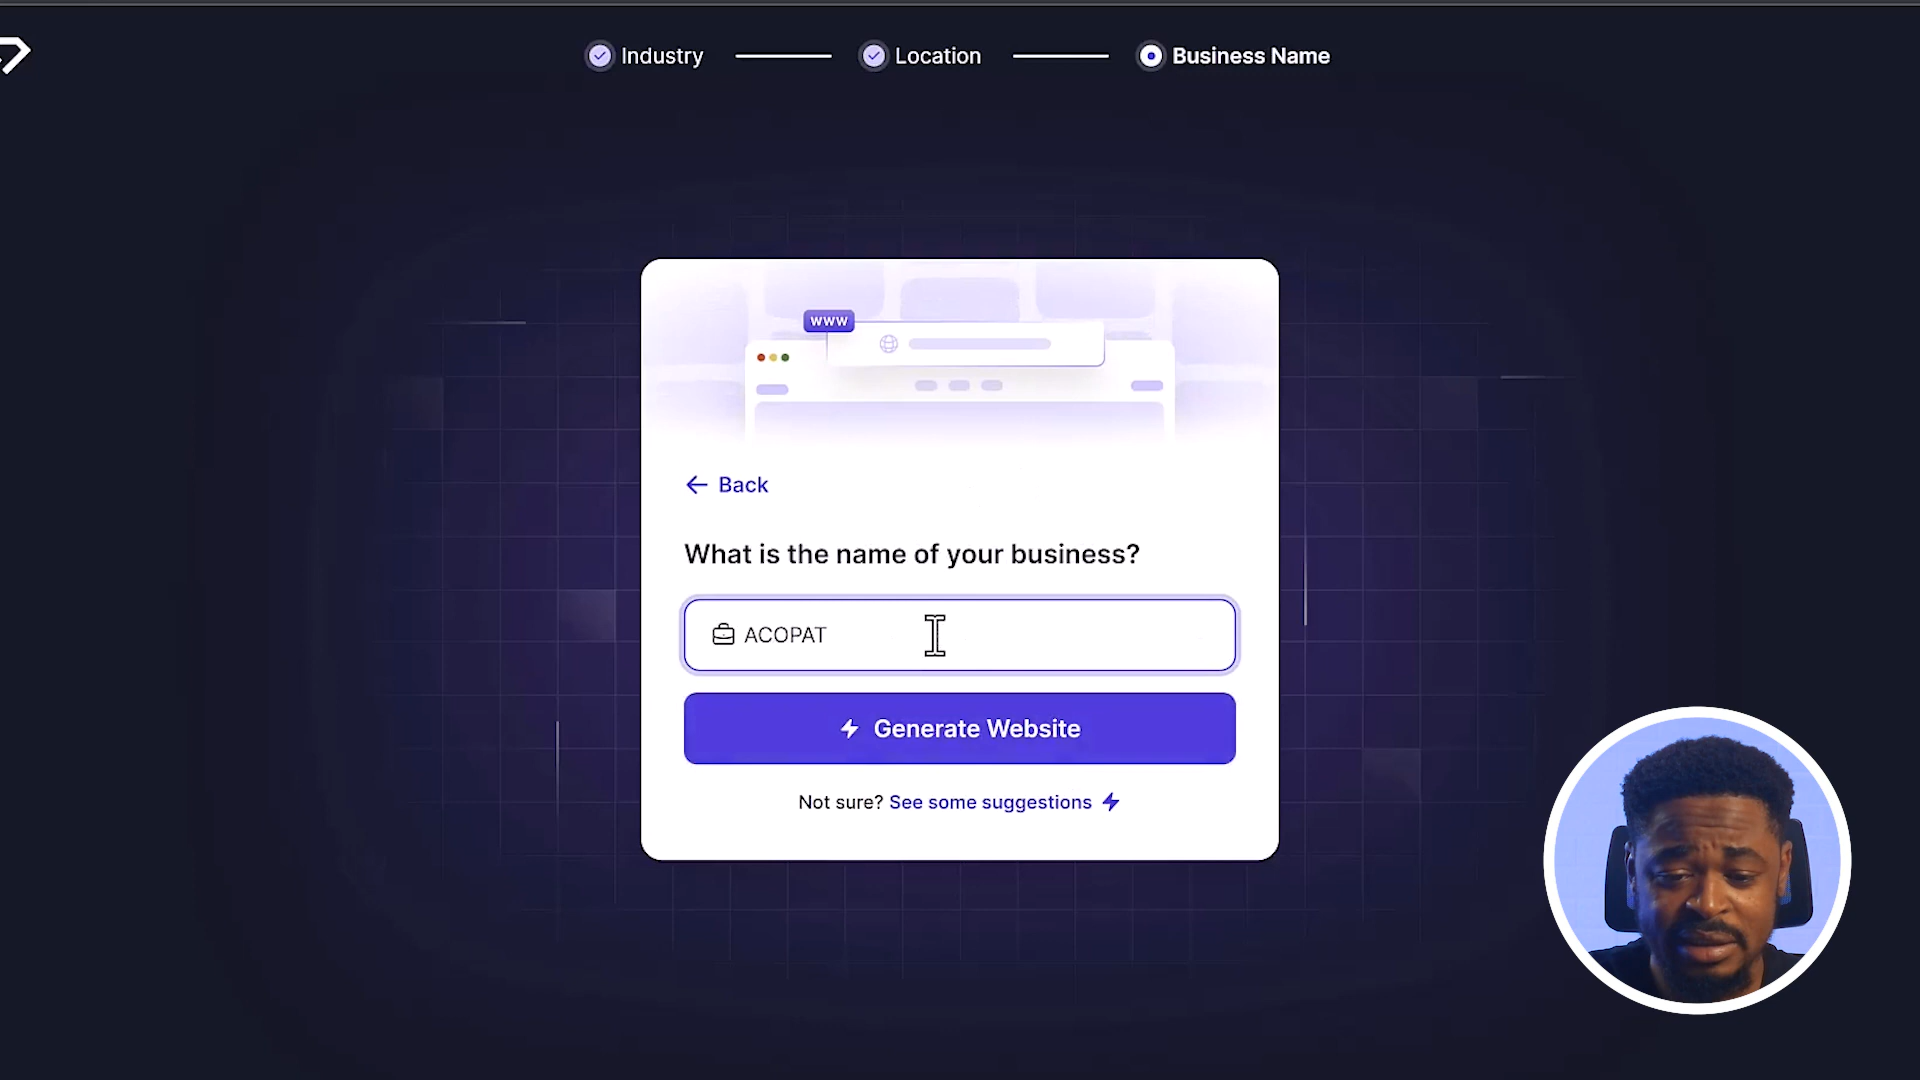 Industry
Location
Business Name
www
Back
What is the name of your business?
ACOPAT
Generate Website
Not sure? See some suggestions